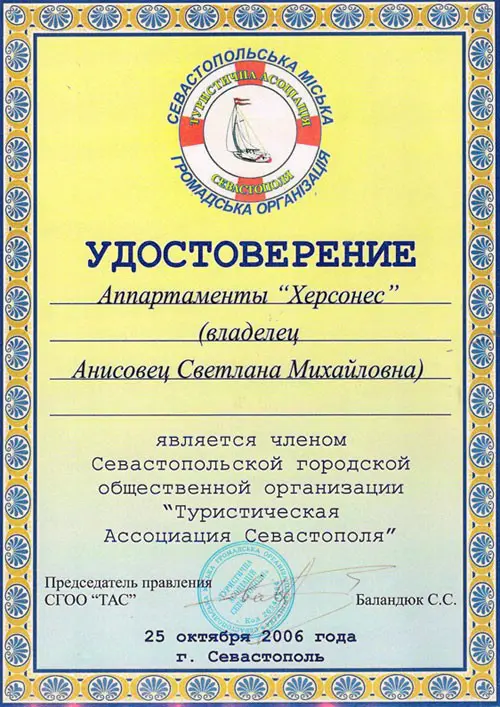 СЕВАСТОПОЛЬСЬКА МІСЬКА
ТУРИСТИЧНА АСОЦІАЦІЯ
СЕВАСТОПОЛЯ
ГРОМАДСЬКА ОРГАНІЗАЦІЯ
УДОСТОВЕРЕНИЕ
Аппартаменты “Херсонес”
(владелец
Анисовец Светлана Михайловна)
является членом
Севастопольской городской
общественной организации
“Туристическая
Ассоциация Севастополя”
Председатель правления
СГОО “ТАС”
Баландюк С.С.
25 октября 2006 года
г. Севастополь